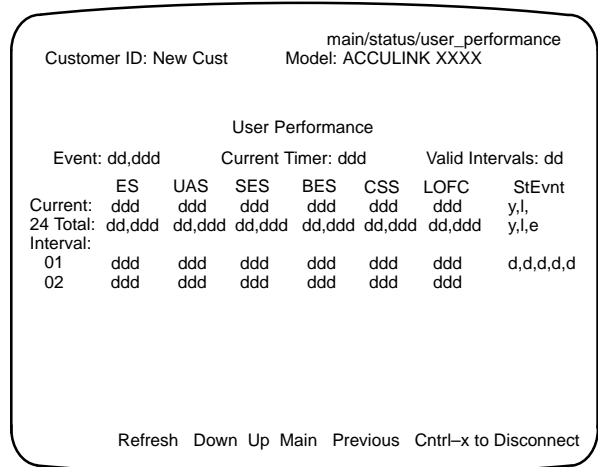 main/status/user_performance
Customer ID: New Cust Model: ACCULINK XXXX
User Performance
Event: dd,ddd Current Timer: ddd Valid Intervals: dd
ES UAS SES BES CSS LOFC StEvnt
Current: ddd ddd ddd ddd ddd ddd y,l,
24 Total: dd,ddd dd,ddd dd,ddd dd,ddd dd,ddd dd,ddd y,l,e
Interval:
01 ddd ddd ddd ddd ddd ddd d,d,d,d,d
02 ddd ddd ddd ddd ddd ddd
Refresh Down Up Main Previous Cntrl–x to Disconnect